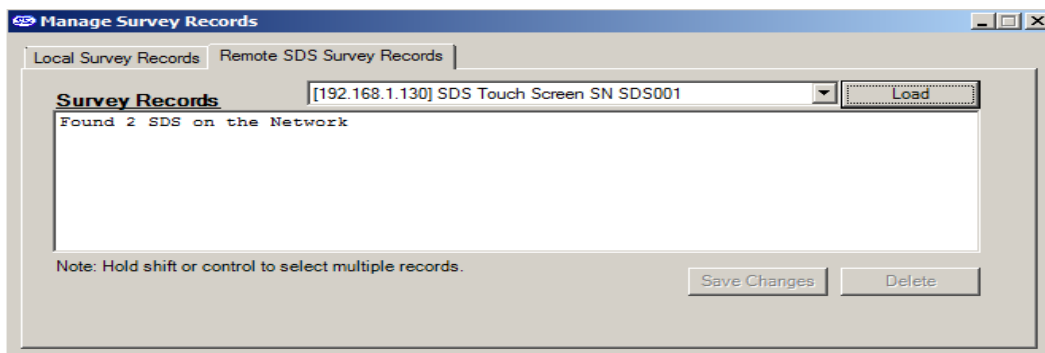 Manage Survey Records
Local Survey Records Remote SDS Survey Records
Survey Records [192.168.1.130] SDS Touch Screen SN SDS001 Load
Found 2 SDS on the Network
Note: Hold shift or control to select multiple records.
Save Changes Delete